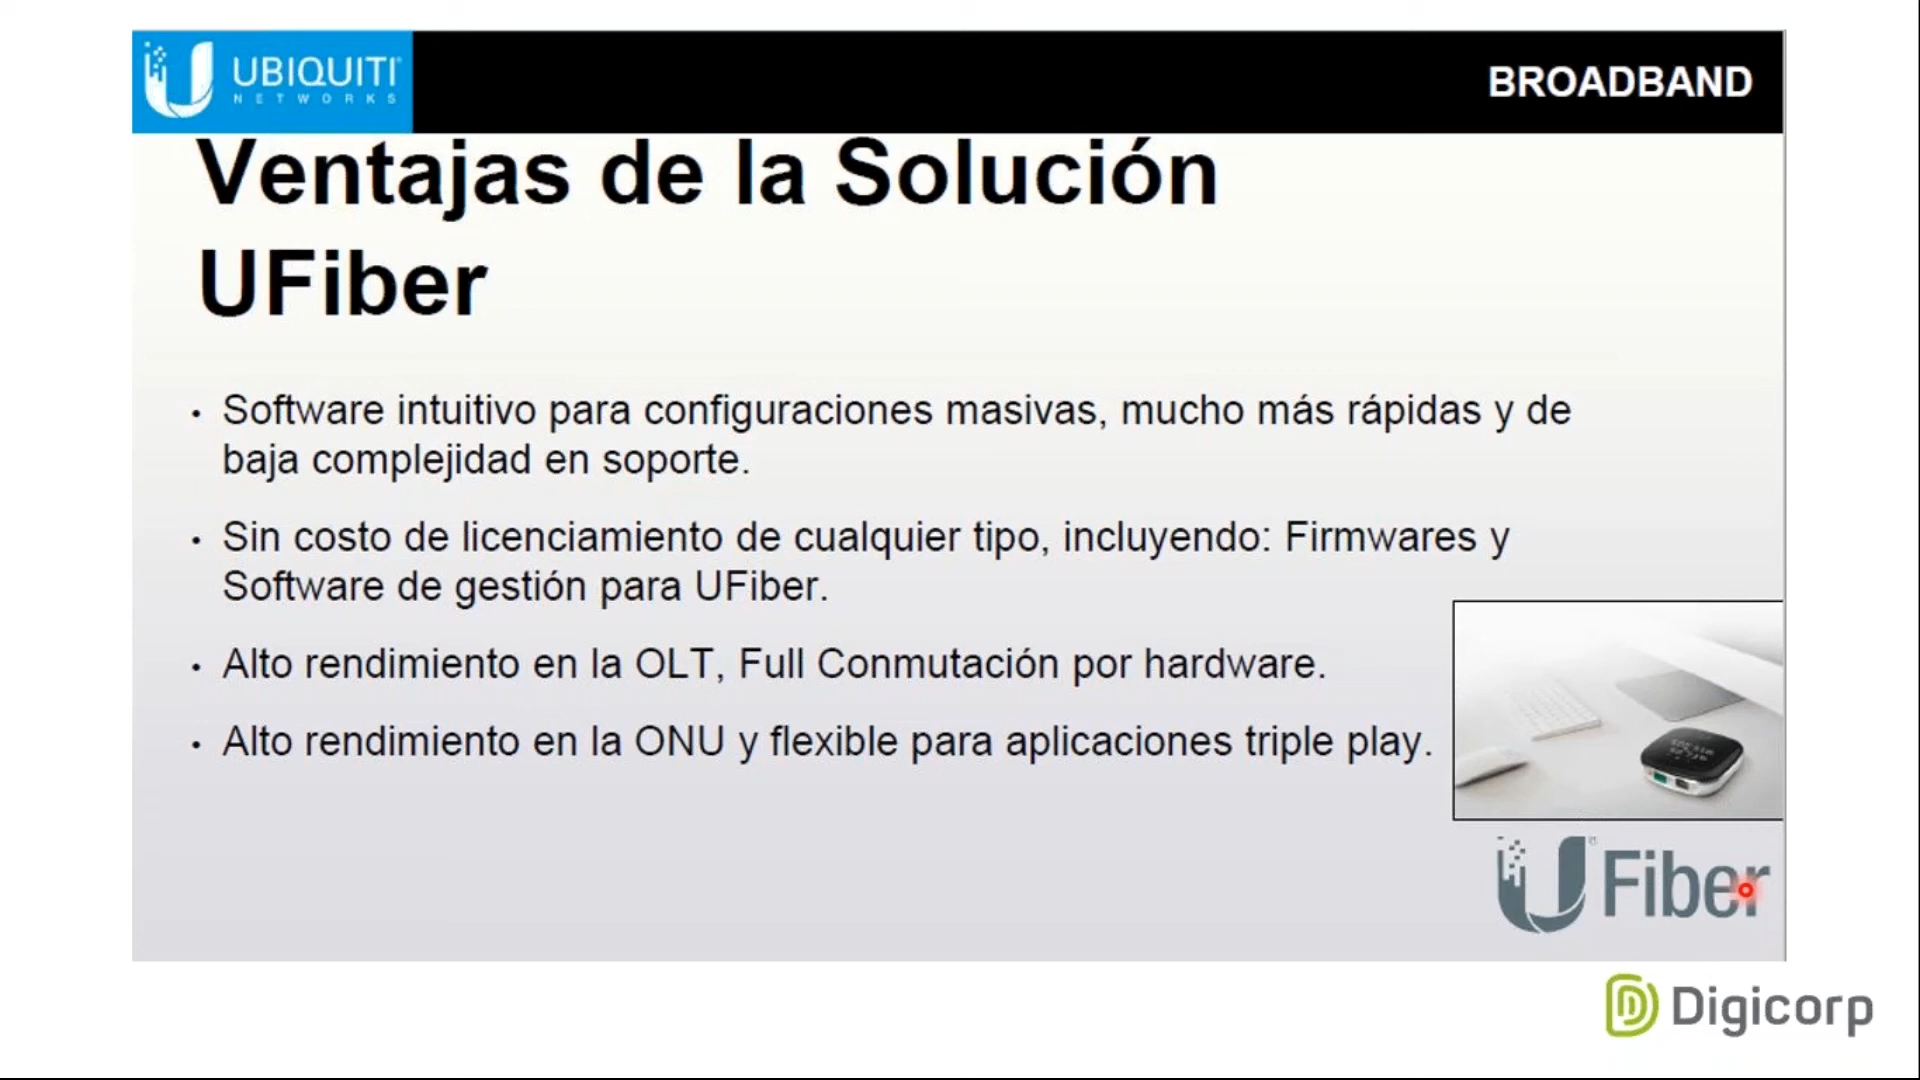 UBIQUITI
NETWORKS
BROADBAND
Ventajas de la Solución
UFiber
• Software intuitivo para configuraciones masivas, mucho más rápidas y de
baja complejidad en soporte.
• Sin costo de licenciamiento de cualquier tipo, incluyendo: Firmwares y
Software de gestión para UFiber.
• Alto rendimiento en la OLT, Full Conmutación por hardware.
• Alto rendimiento en la ONU y flexible para aplicaciones triple play.
U Fiber
Digicorp